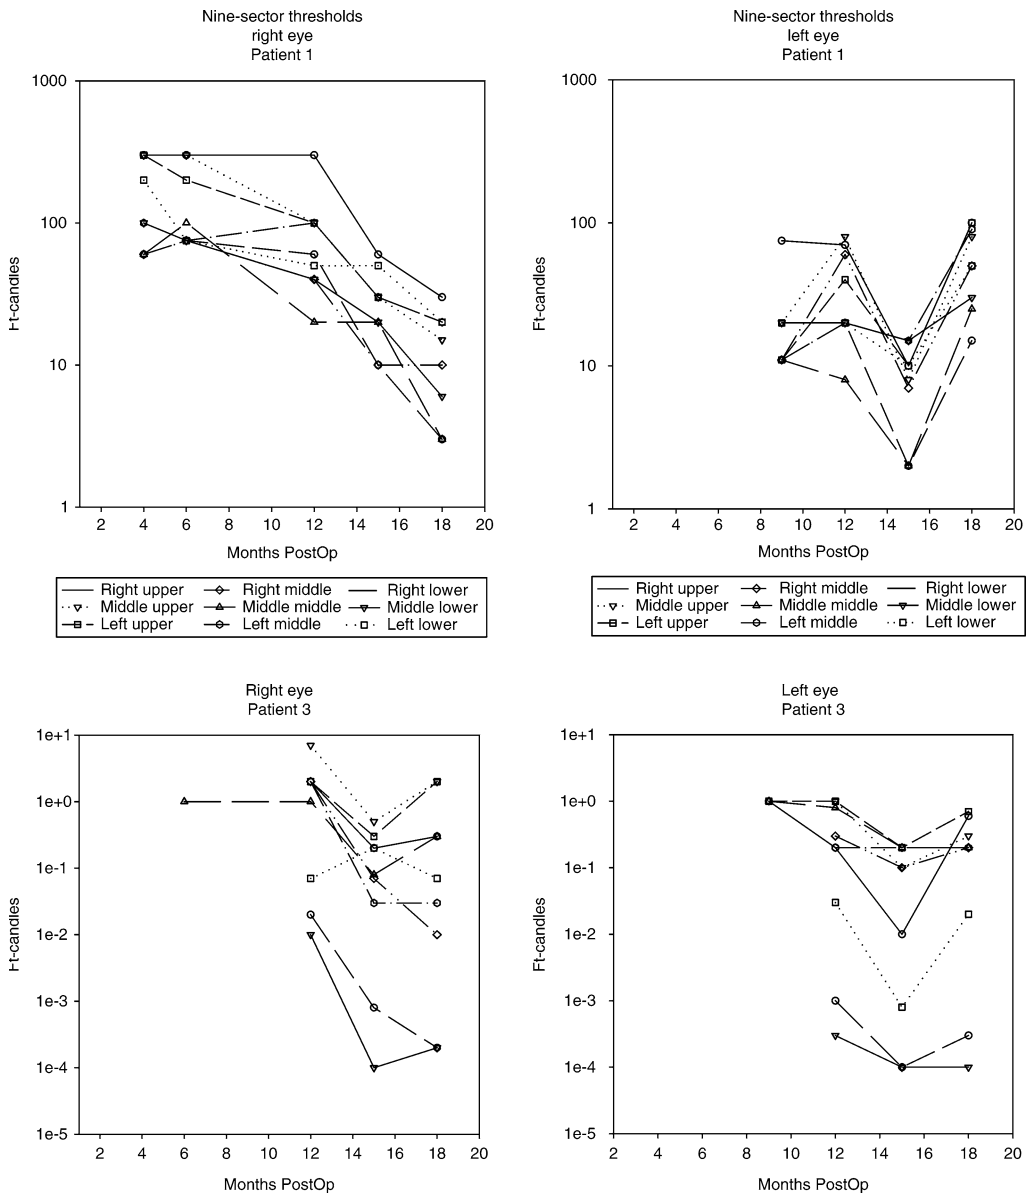 Nine-sector thresholds
right eye
Patient 1
1000
100
10
1
Ft-candles
2 4 6 8 10 12 14 16 18 20
Months PostOp
Right upper Right middle Right lower
Middle upper Middle middle Middle lower
Left upper Left middle Left lower
Nine-sector thresholds
left eye
Patient 1
1000
100
10
1
Ft-candles
2 4 6 8 10 12 14 16 18 20
Months PostOp
Right upper Right middle Right lower
Middle upper Middle middle Middle lower
Left upper Left middle Left lower
Right eye
Patient 3
1e+1
1e+0
1e-1
1e-2
1e-3
1e-4
1e-5
Ft-candles
2 4 6 8 10 12 14 16 18 20
Months PostOp
Left eye
Patient 3
1e+1
1e+0
1e-1
1e-2
1e-3
1e-4
1e-5
Ft-candles
2 4 6 8 10 12 14 16 18 20
Months PostOp